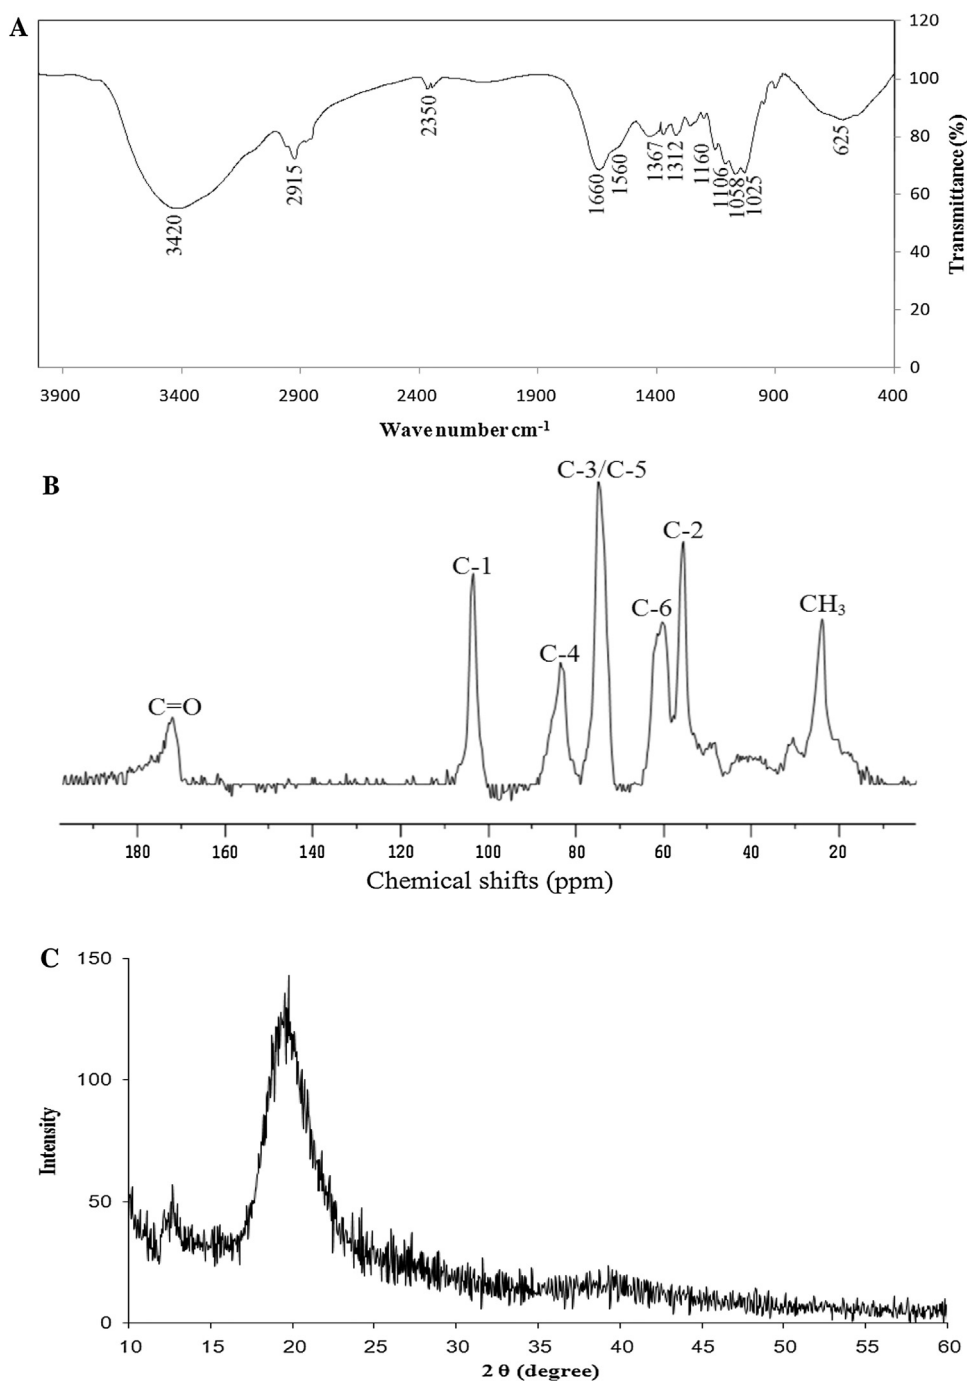 A
120
100
80
60
40
20
0
Transmittance (%)
3420
2915
2350
1660
1560
1367
1312
1160
1106
1058
1025
625
3900 3400 2900 2400 1900 1400 900 400
Wave number cm-1
B
C=O
C-1
C-4
C-3/C-5
C-6
C-2
CH3
180 160 140 120 100 80 60 40 20
Chemical shifts (ppm)
C
150
100
50
0
Intensity
10 15 20 25 30 35 40 45 50 55 60
2 θ (degree)